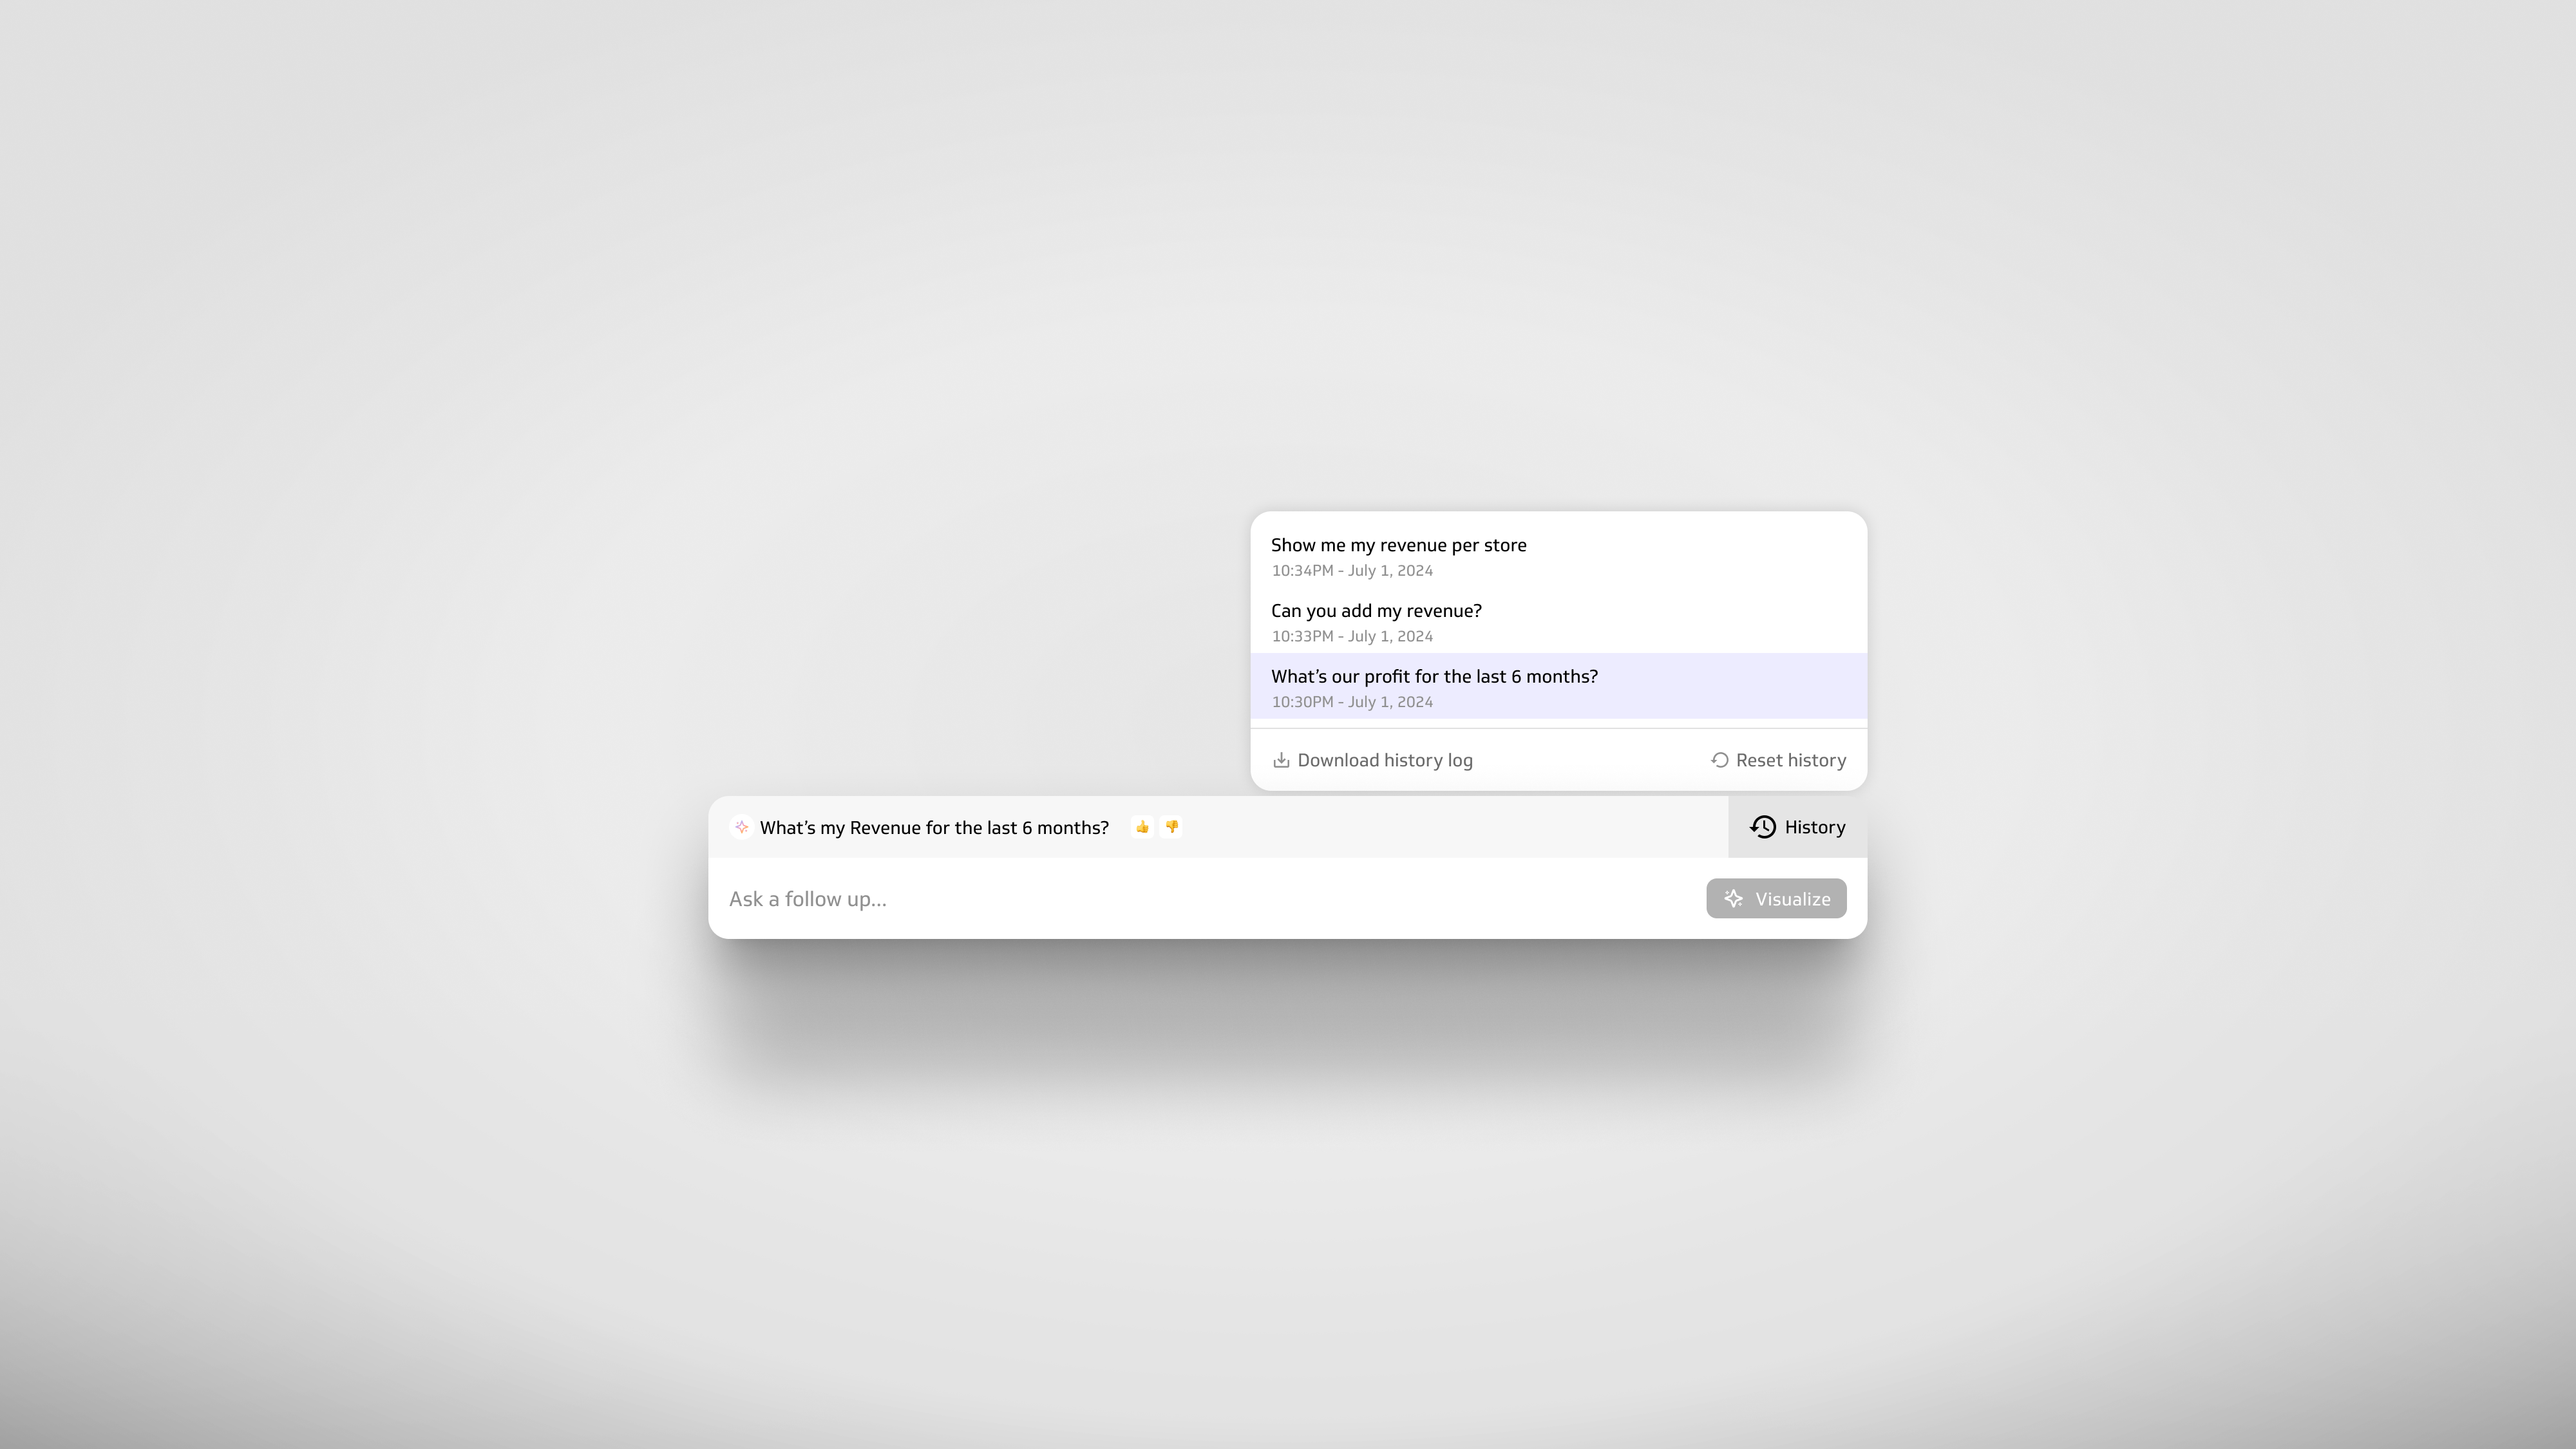 Show me my revenue per store
10:34PM - July 1, 2024
Can you add my revenue?
10:33PM - July 1, 2024
What’s our profit for the last 6 months?
10:30PM - July 1, 2024
Download history log
Reset history
What’s my Revenue for the last 6 months?
History
Ask a follow up...
Visualize